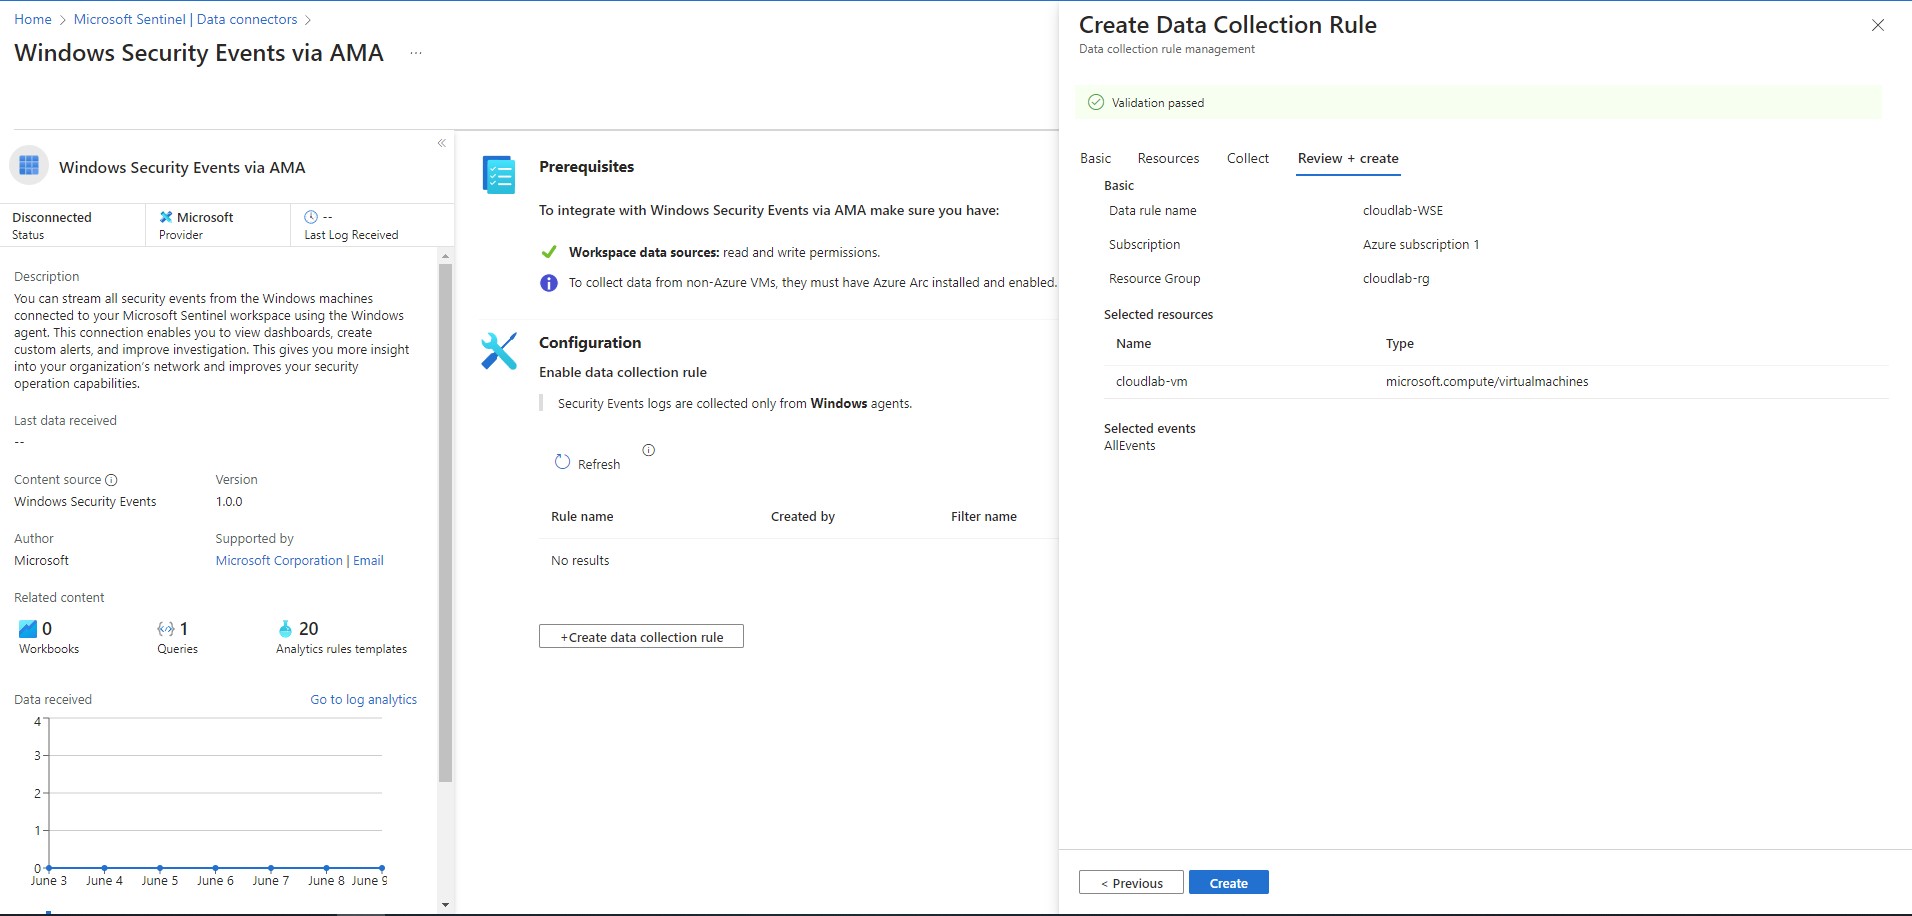 Home > Microsoft Sentinel | Data connectors >
Windows Security Events via AMA ...
«
Windows Security Events via AMA
Disconnected
Status
Microsoft
Provider
--
Last Log Received
Description
You can stream all security events from the Windows machines
connected to your Microsoft Sentinel workspace using the Windows
agent. This connection enables you to view dashboards, create
custom alerts, and improve investigation. This gives you more insight
into your organization's network and improves your security
operation capabilities.
Last data received
--
Content source
Version
Windows Security Events
1.0.0
Author
Supported by
Microsoft
Microsoft Corporation | Email
Related content
0
Workbooks
1
Queries
20
Analytics rules templates
Data received
Go to log analytics
4
3
2
1
0
June 3 June 4 June 5 June 6 June 7 June 8 June 9
Prerequisites
To integrate with Windows Security Events via AMA make sure you have:
Workspace data sources: read and write permissions.
To collect data from non-Azure VMs, they must have Azure Arc installed and enabled.
Configuration
Enable data collection rule
Security Events logs are collected only from Windows agents.
Refresh
Rule name Created by Filter name
No results
+Create data collection rule
Create Data Collection Rule
Data collection rule management
Validation passed
Basic Resources Collect Review + create
Basic
Data rule name cloudlab-WSE
Subscription Azure subscription 1
Resource Group cloudlab-rg
Selected resources
Name Type
cloudlab-vm microsoft.compute/virtualmachines
Selected events
AllEvents
< Previous
Create